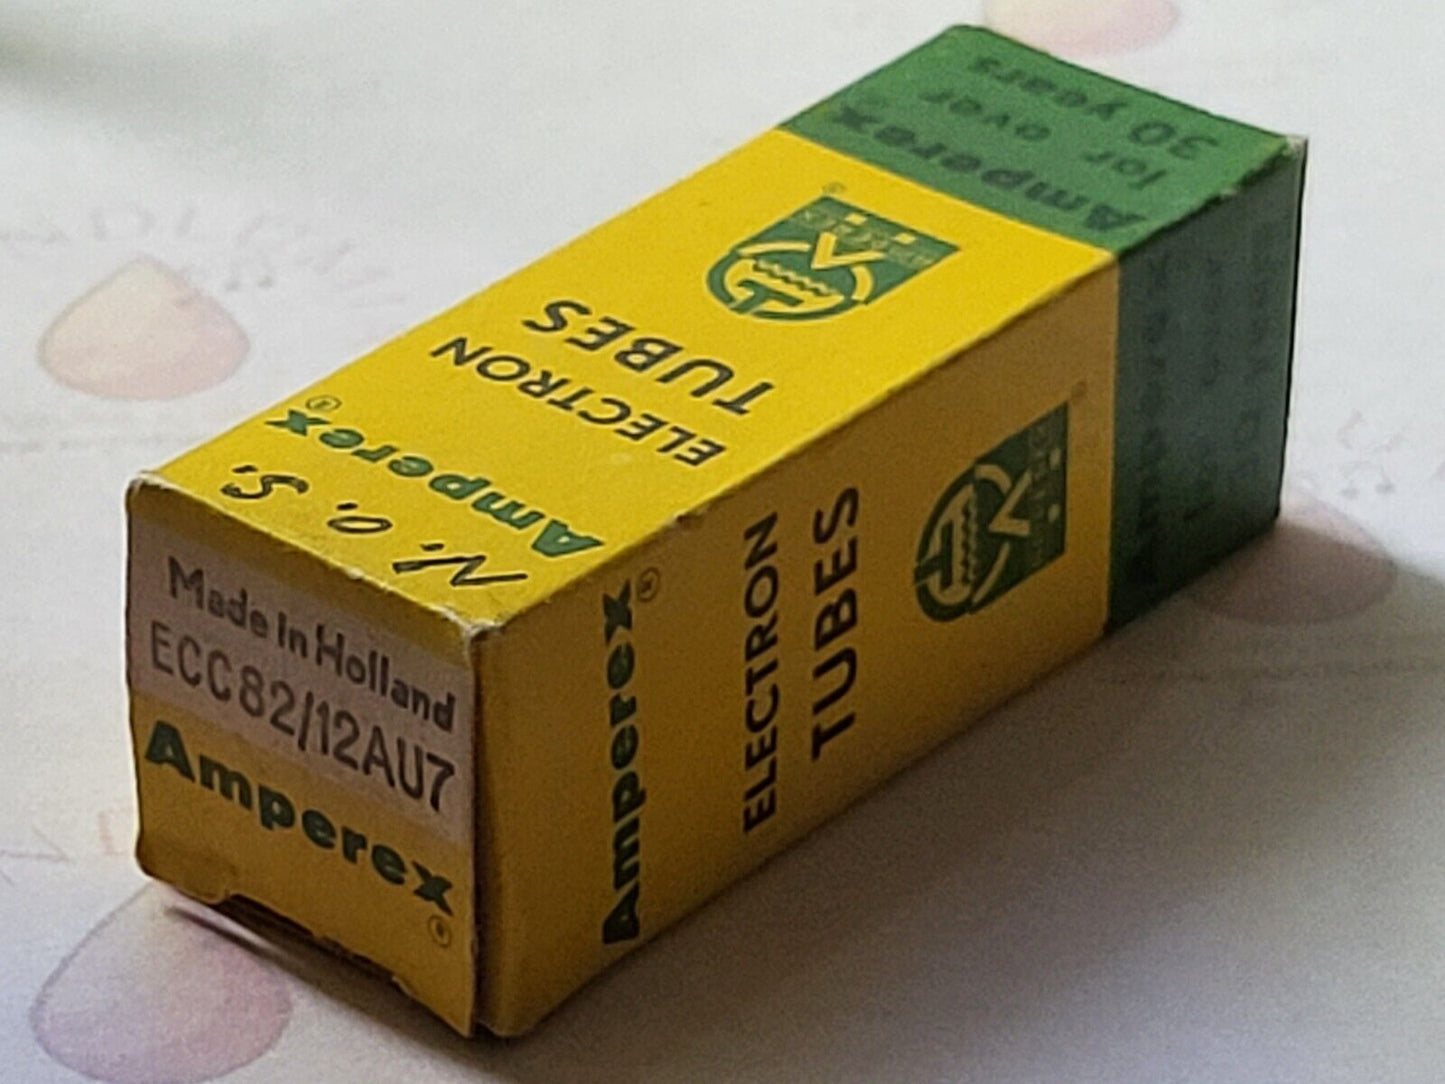 Made In Holland
ECC82/12AU7
Amperex
®
N.O.S.
Amperex®
ELECTRON
TUBES
®
Amperex®
for over
30 years
Amperex®
ELECTRON
TUBES